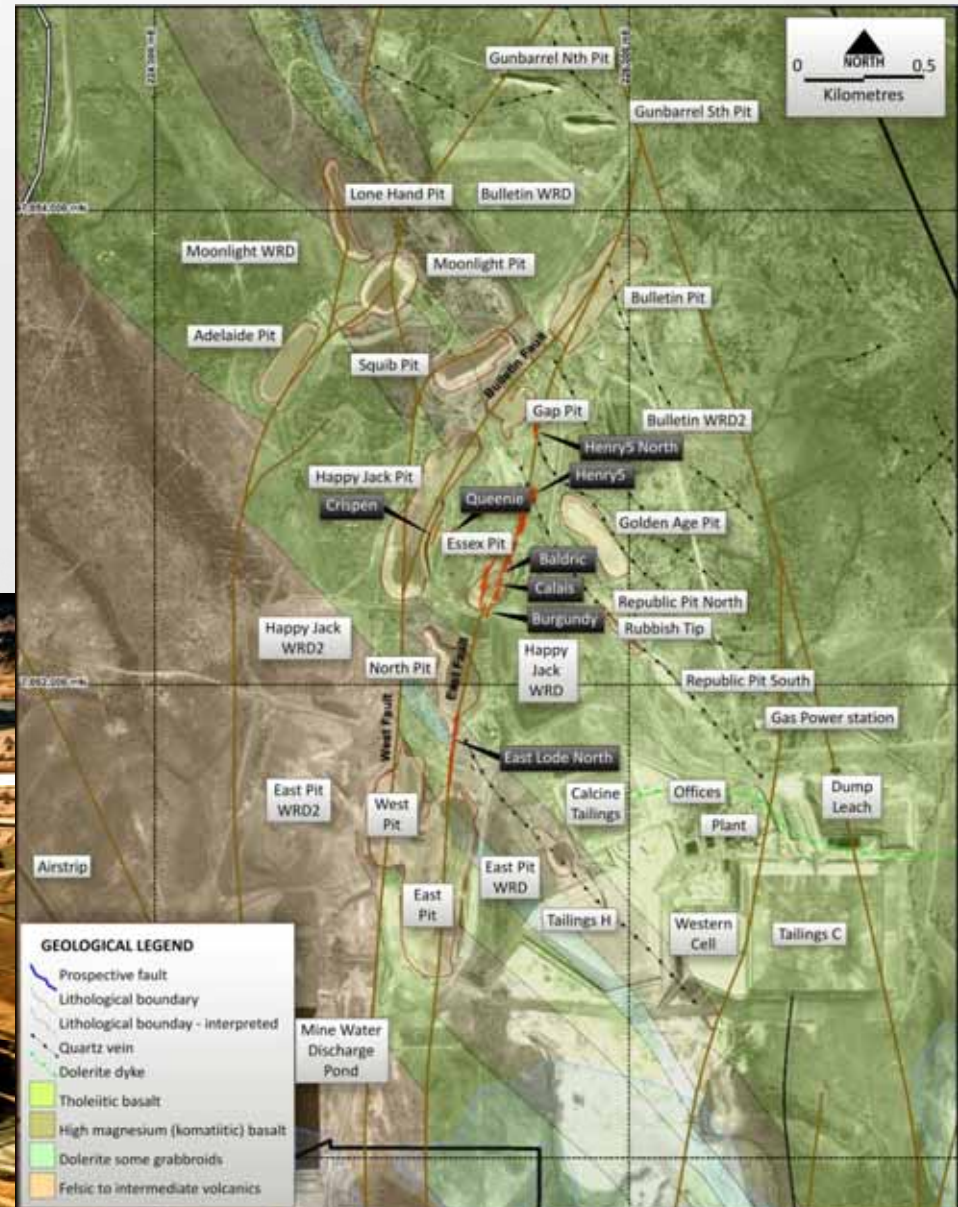 Gunbarrel Nth Pit
NORTH
0 0.5
Kilometres
Gunbarrel Sth Pit
Lone Hand Pit
Bulletin WRD
Moonlight WRD
Moonlight Pit
Bulletin Pit
Adelaide Pit
Squib Pit
Bulletin Fault
Gap Pit
Bulletin WRD2
Henry5 North
Happy Jack Pit
Henry5
Crispen
Queenie
Golden Age Pit
Essex Pit
Baldric
Calais
Republic Pit North
Burgundy
Rubbish Tip
Happy Jack
WRD2
North Pit
East Fault
Happy
Jack
WRD
Republic Pit South
West Fault
Gas Power station
East Lode North
East Pit
WRD2
West
Pit
Calcine
Tailings
Offices
Plant
Dump
Leach
Airstrip
East Pit
WRD
East
Pit
Tailings H
Western
Cell
Tailings C
Mine Water
Discharge
Pond
GEOLOGICAL LEGEND
Prospective fault
Lithological boundary
Lithological bounday - interpreted
Quartz vein
Dolerite dyke
Tholeiitic basalt
High magnesium (komatiitic) basalt
Dolerite some grabbroids
Felsic to intermediate volcanics